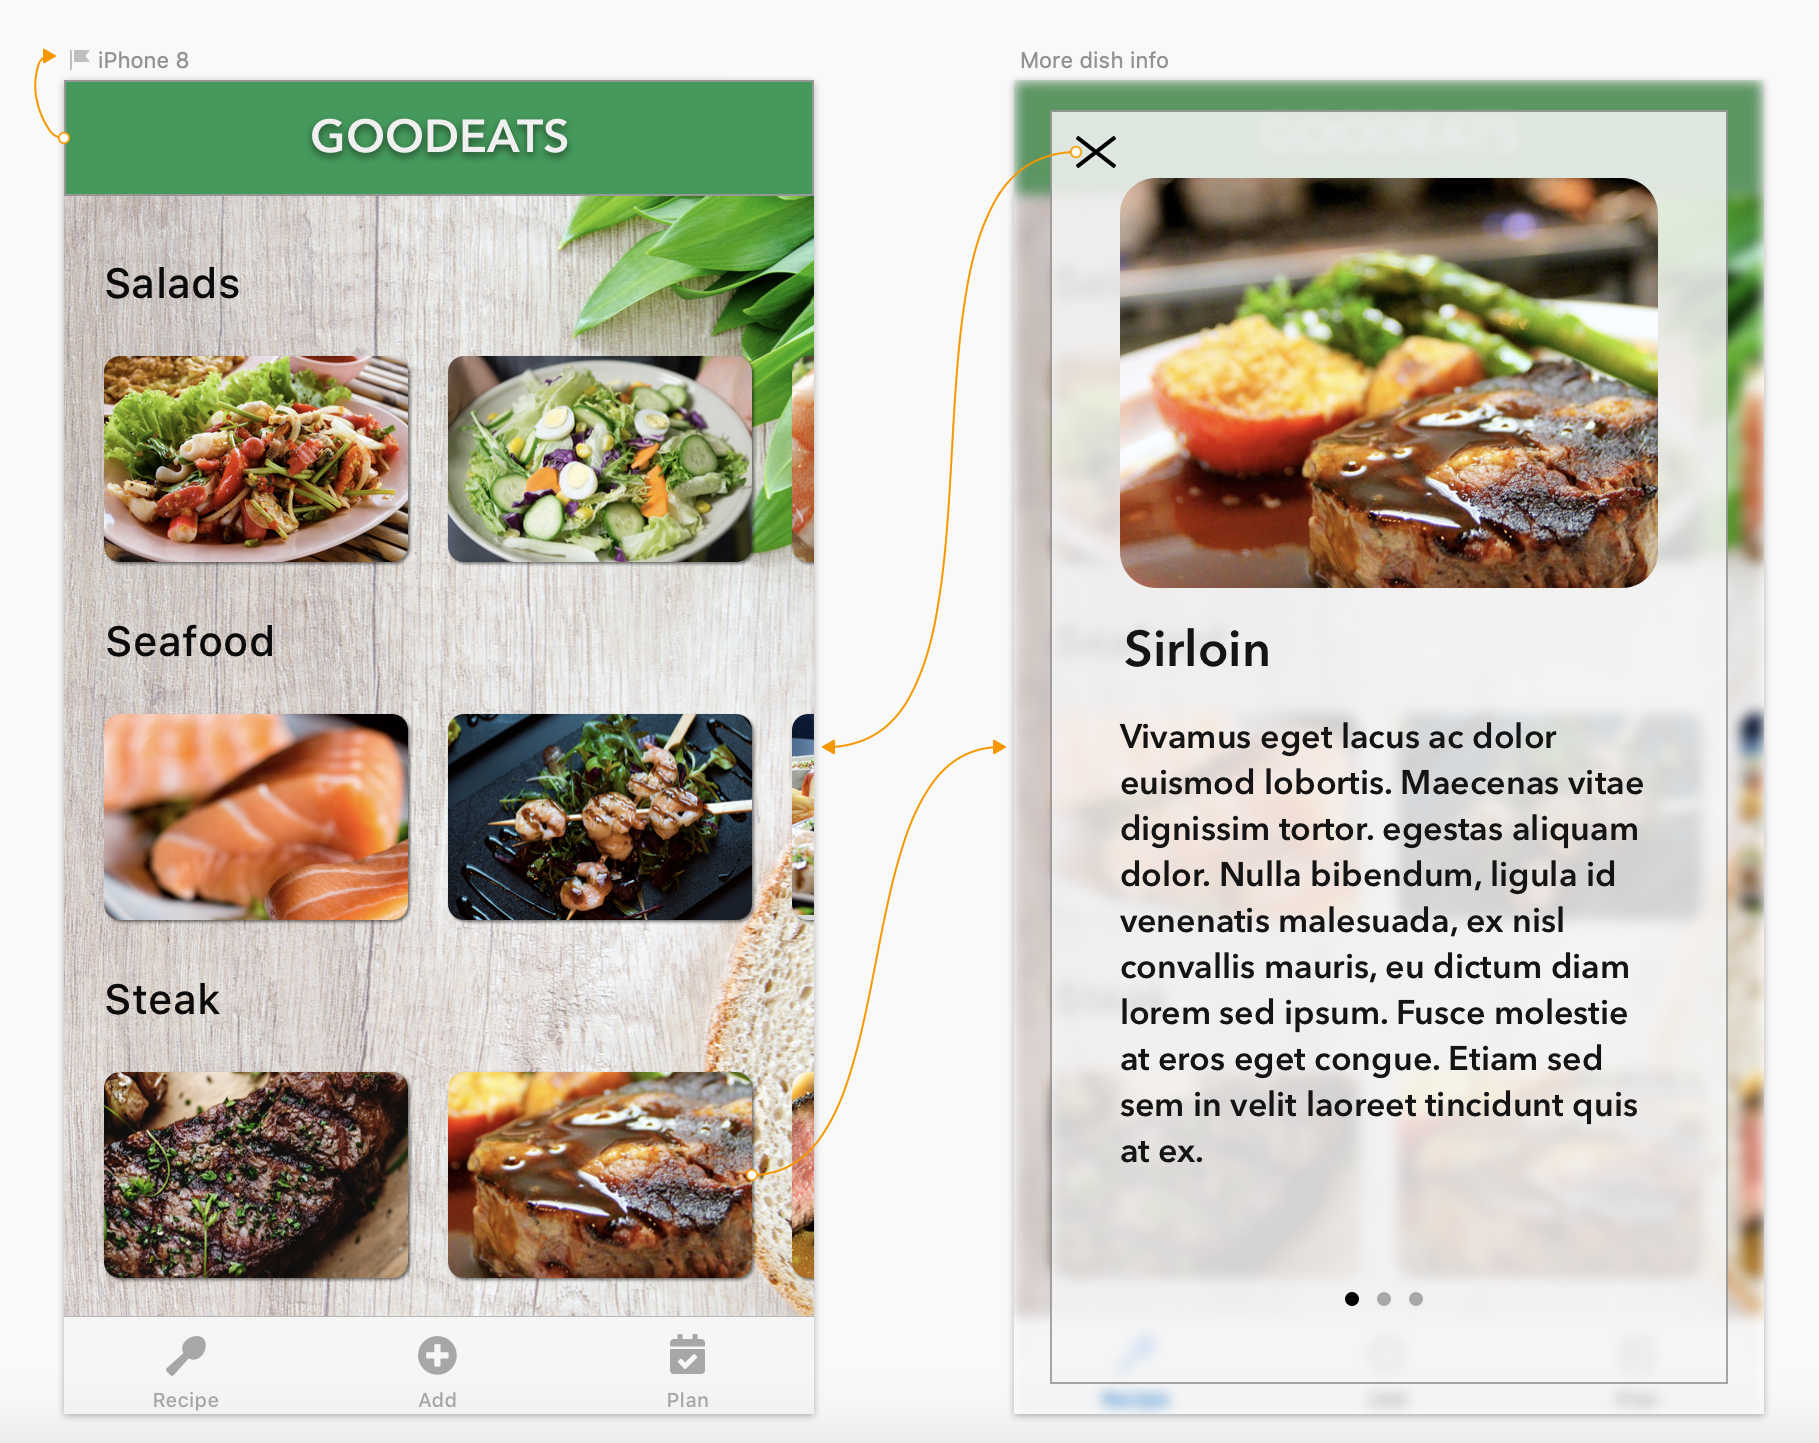 iPhone 8
GOODEATS
Salads
Seafood
Steak
Recipe
Add
Plan
More dish info
GOODEATS
Sirloin
Vivamus eget lacus ac dolor
euismod lobortis. Maecenas vitae
dignissim tortor. egestas aliquam
dolor. Nulla bibendum, ligula id
venenatis malesuada, ex nisl
convallis mauris, eu dictum diam
lorem sed ipsum. Fusce molestie
at eros eget congue. Etiam sed
sem in velit laoreet tincidunt quis
at ex.
Recipe